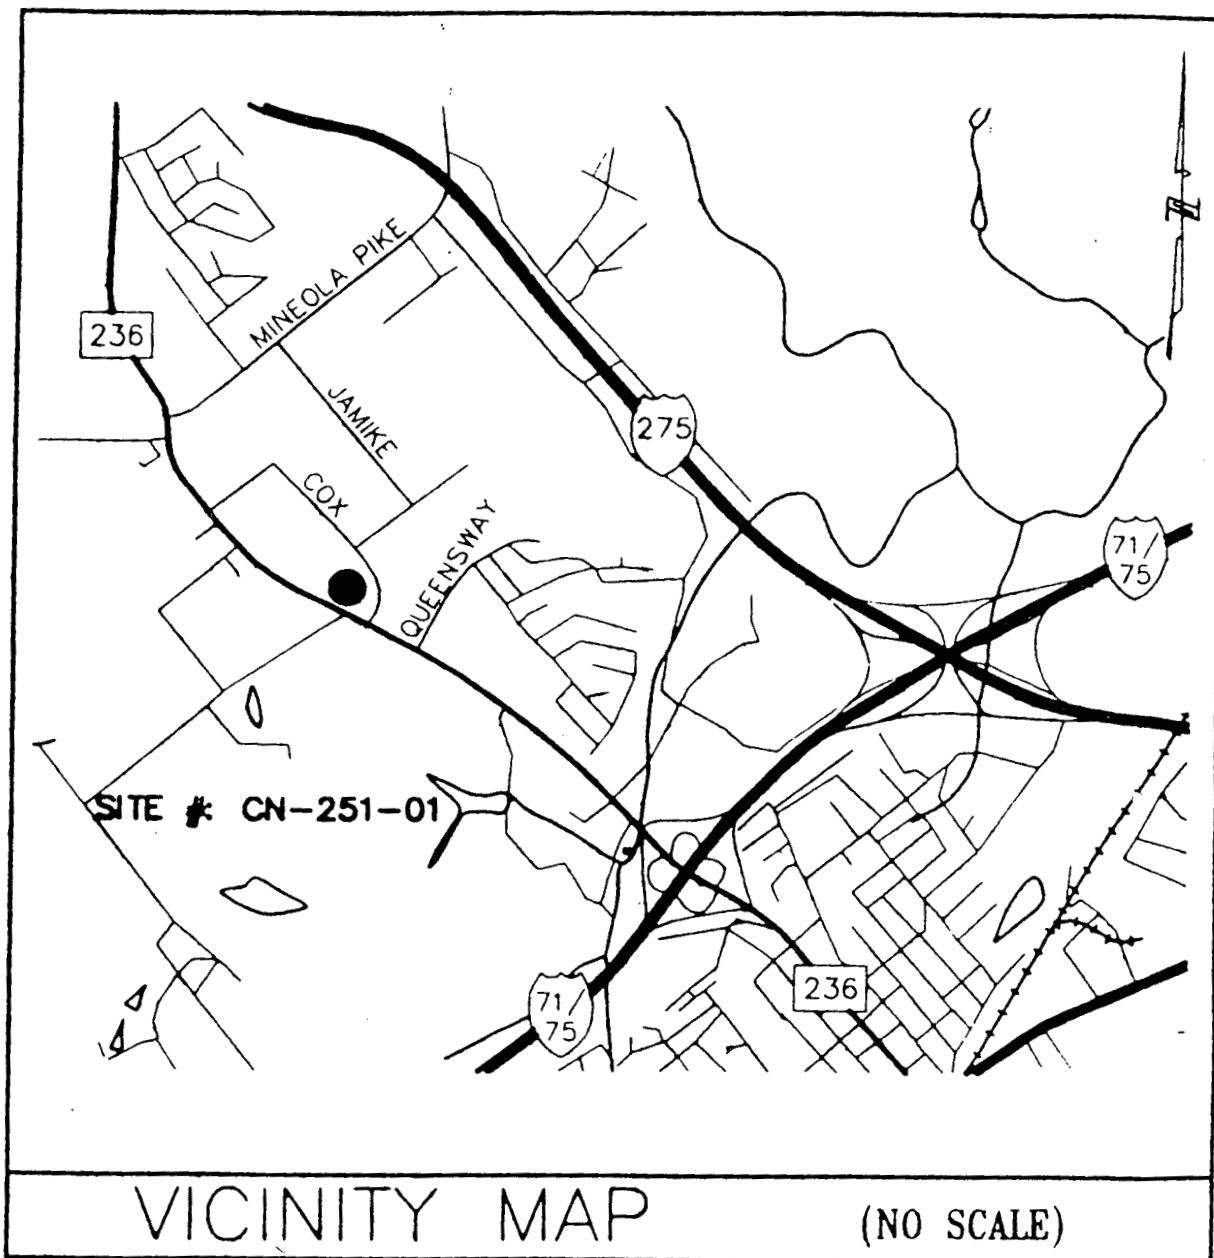 N
MINEOLA PIKE
236
JAMIKE
275
COX
QUEENSWAY
71/
75
SITE #: CN-251-01
236
71/
75
VICINITY MAP
(NO SCALE)